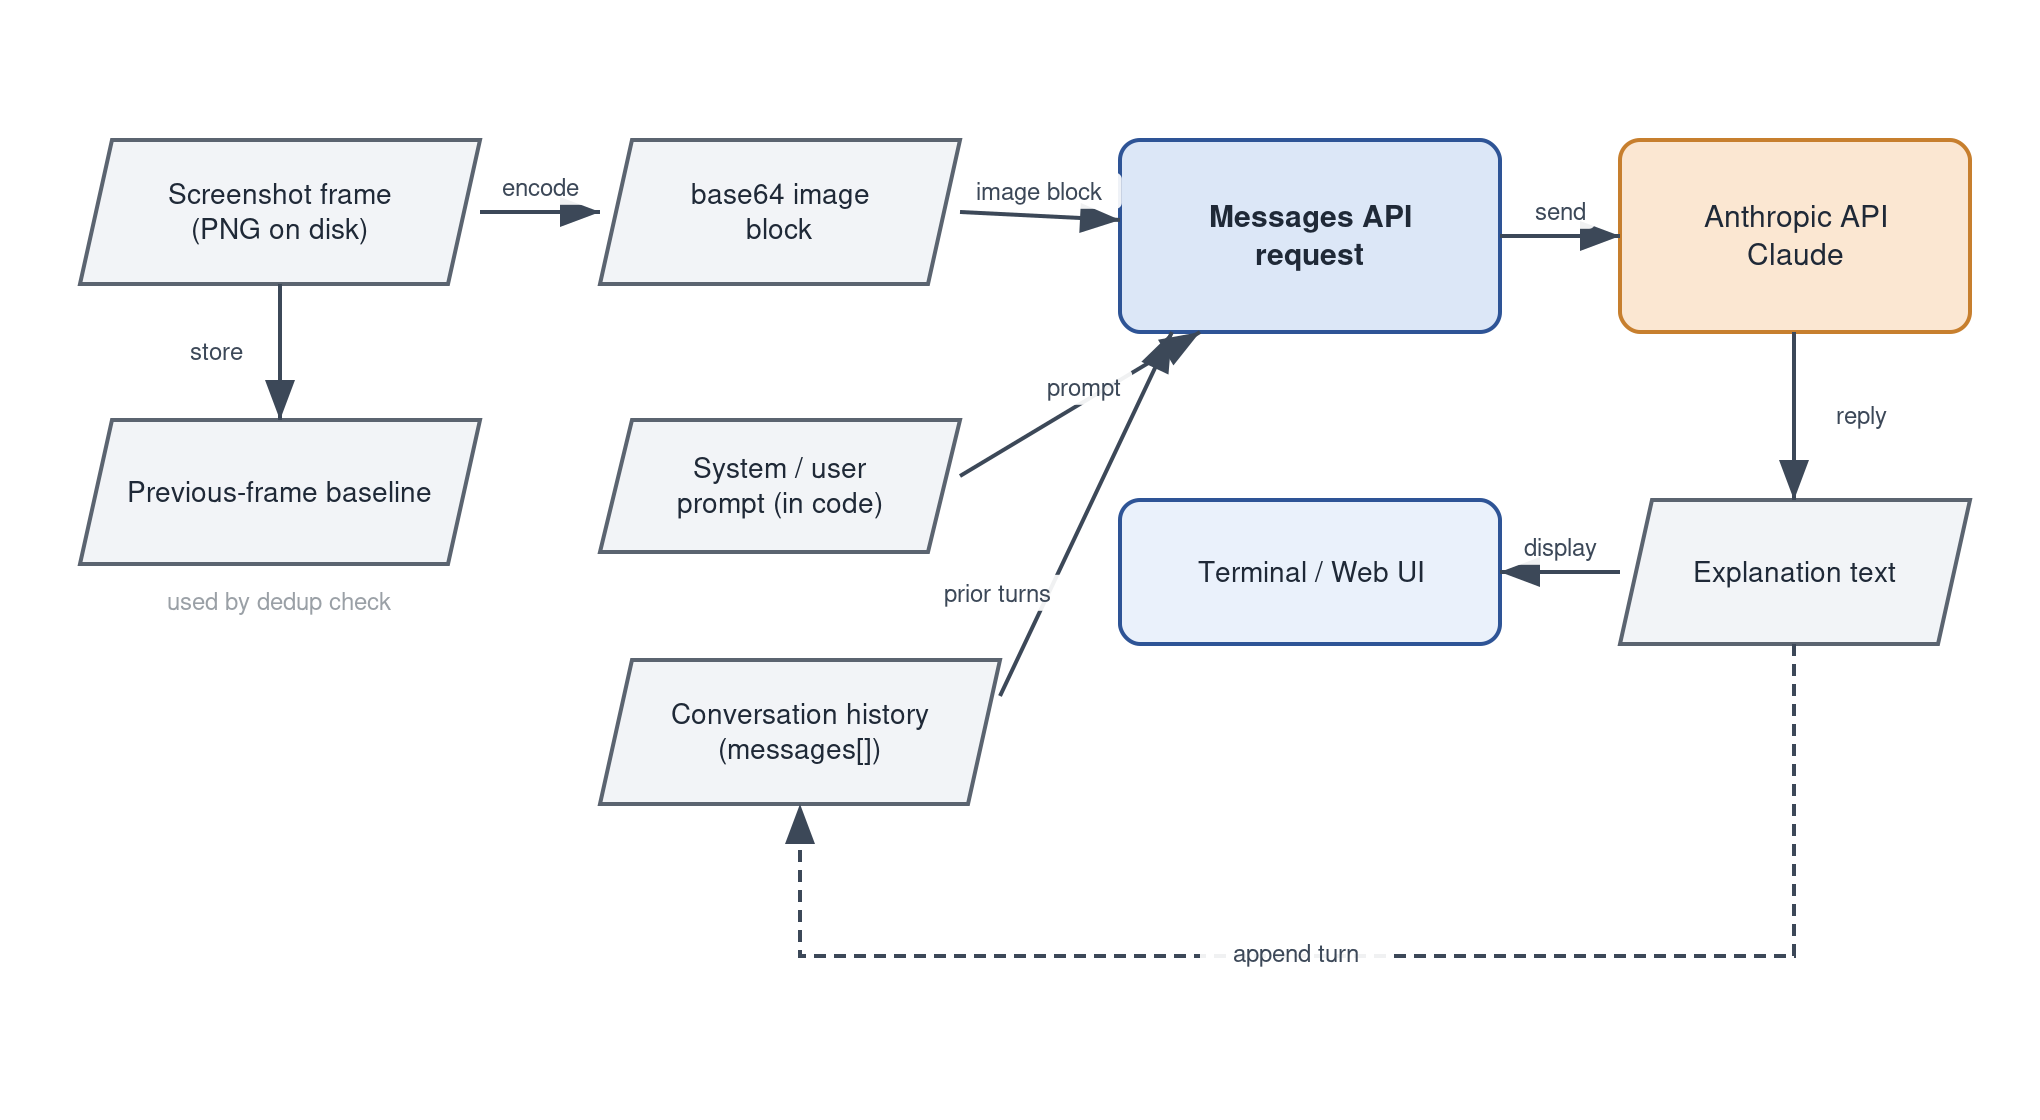 Screenshot frame
(PNG on disk)
encode
base64 image
block
image block
Messages API
request
send
Anthropic API
Claude
store
prompt
reply
Previous-frame baseline
used by dedup check
System / user
prompt (in code)
Terminal / Web UI
display
Explanation text
prior turns
Conversation history
(messages[])
append turn